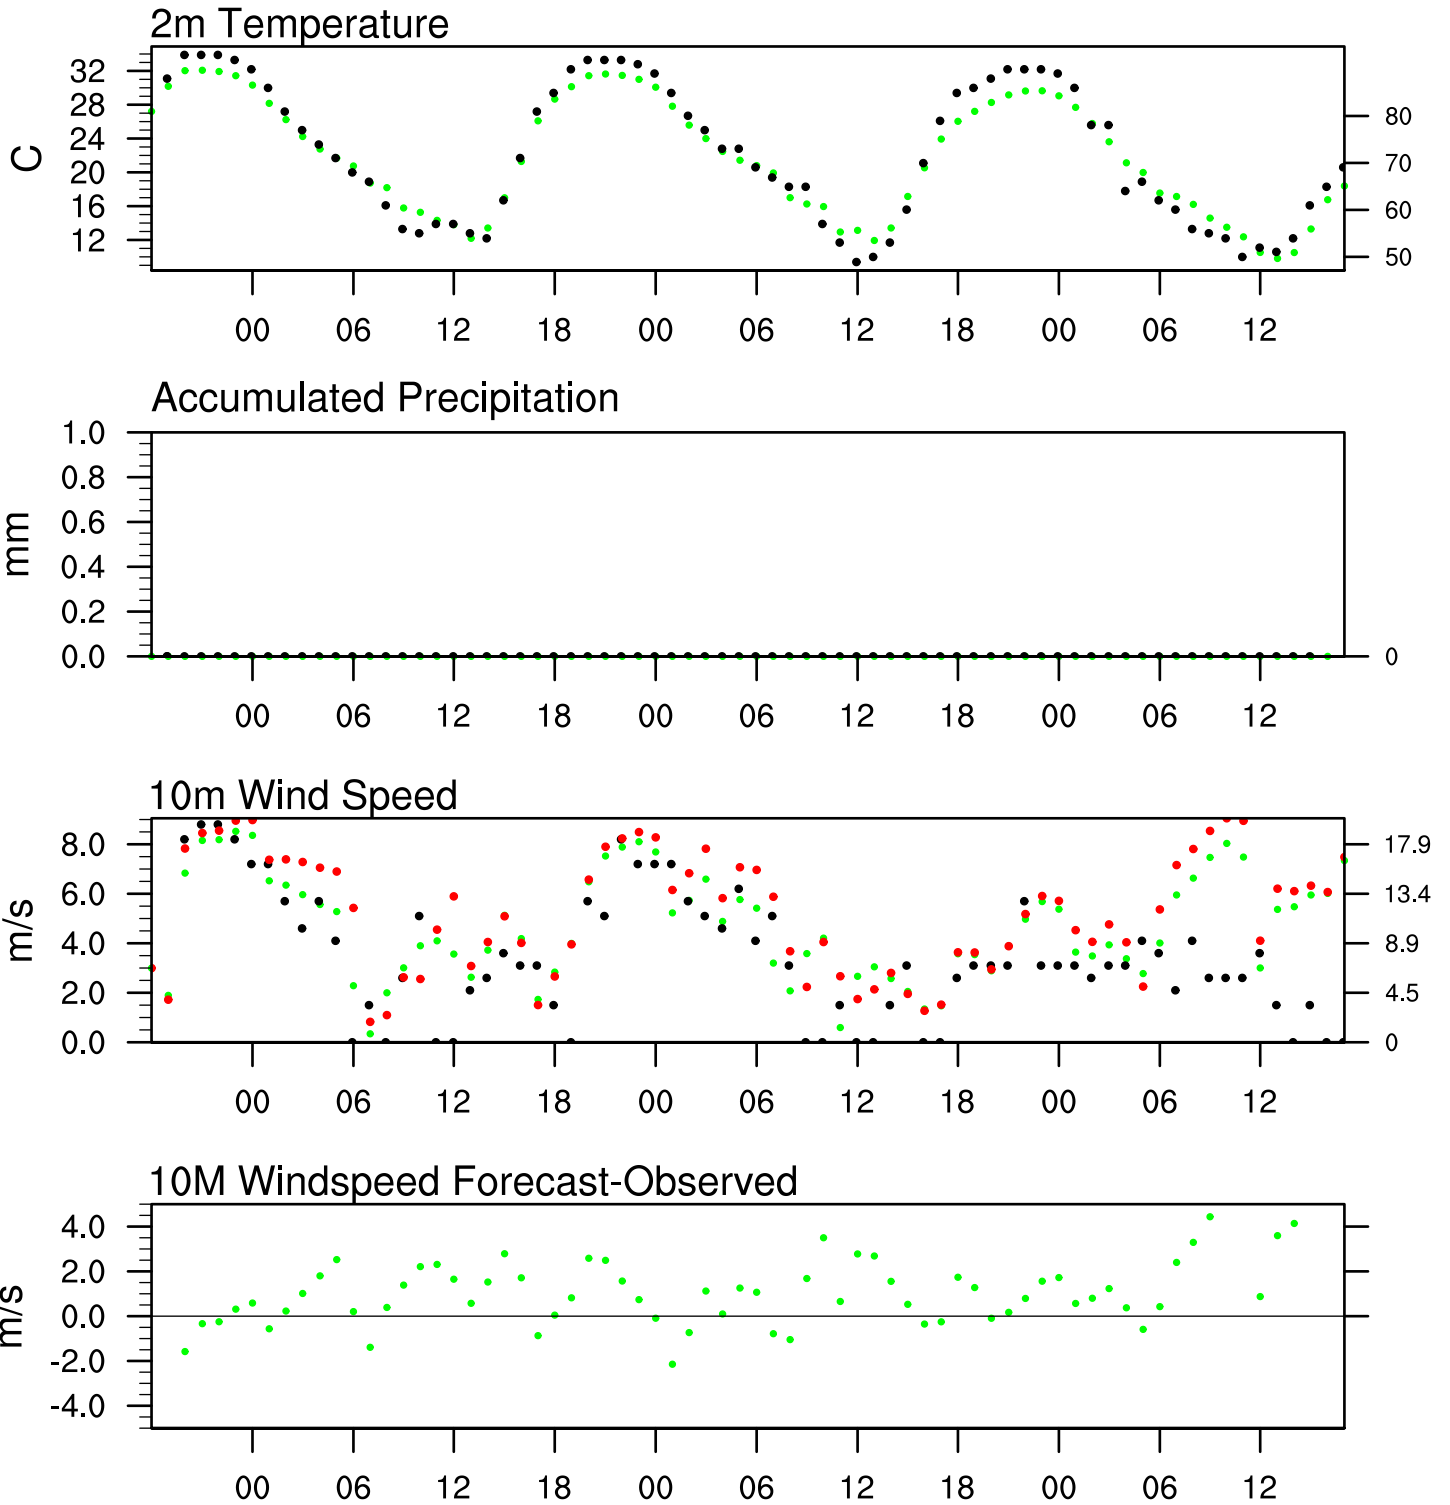 2m Temperature
32
28
24
20
16
12
C
80
70
60
50
00 06 12 18 00 06 12 18 00 06 12
Accumulated Precipitation
1.0
0.8
0.6
0.4
0.2
0.0
mm
0
00 06 12 18 00 06 12 18 00 06 12
10m Wind Speed
8.0
6.0
4.0
2.0
0.0
m/s
17.9
13.4
8.9
4.5
0
00 06 12 18 00 06 12 18 00 06 12
10M Windspeed Forecast-Observed
4.0
2.0
0.0
-2.0
-4.0
m/s
00 06 12 18 00 06 12 18 00 06 12